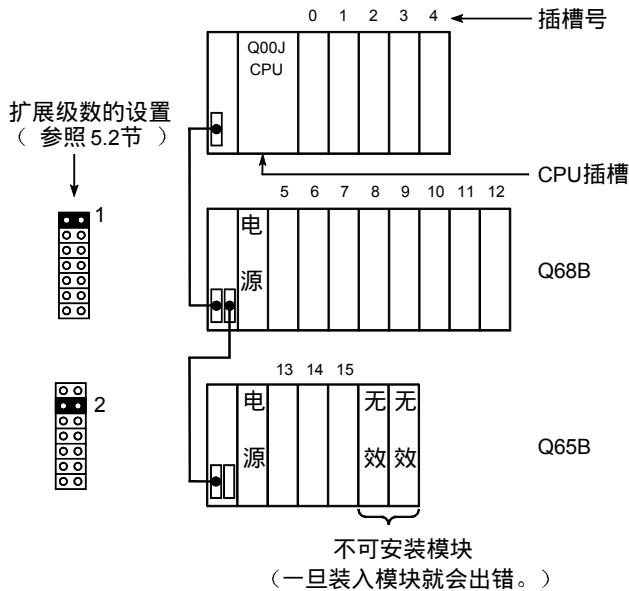 0 1 2 3 4 插槽号
Q00J
CPU
扩展级数的设置
（ 参照 5.2节 ）
CPU插槽
5 6 7 8 9 10 11 12
1
电
源
Q68B
13 14 15
2
电
源
无
效
无
效
Q65B
不可安装模块
（一旦装入模块就会出错。）